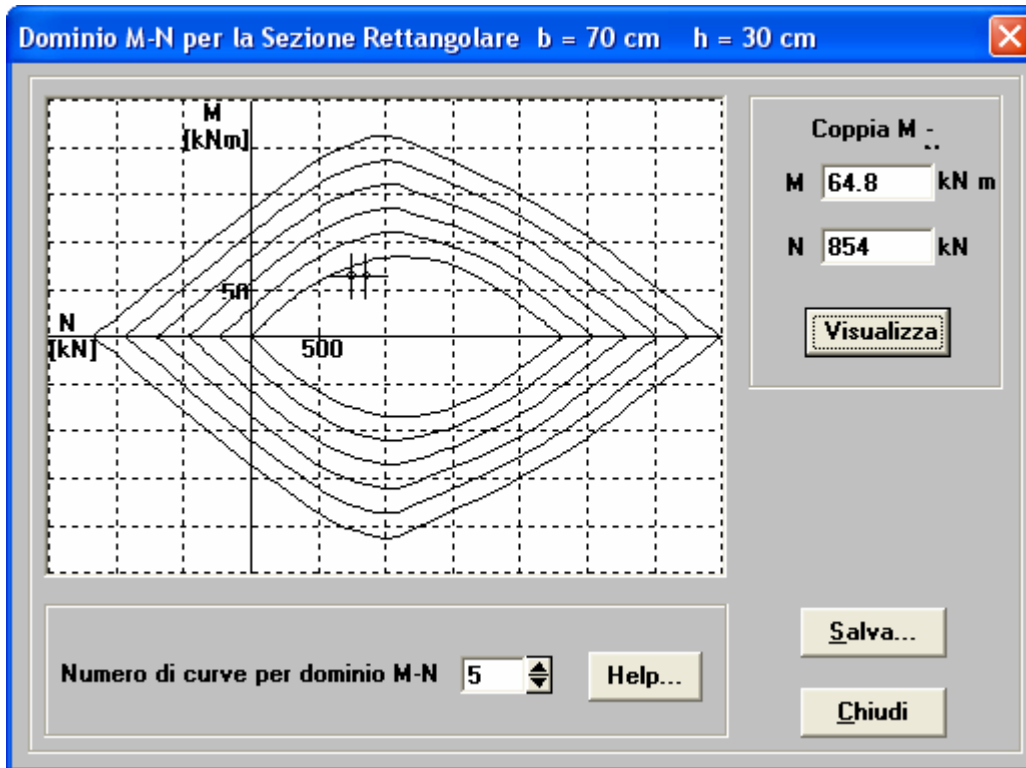 Dominio M-N per la Sezione Rettangolare b = 70 cm h = 30 cm
M
[kNm]
50
N
[kN]
500
Coppia M -
M 64.8 kN m
N 854 kN
Visualizza
Numero di curve per dominio M-N 5 Help...
Salva...
Chiudi